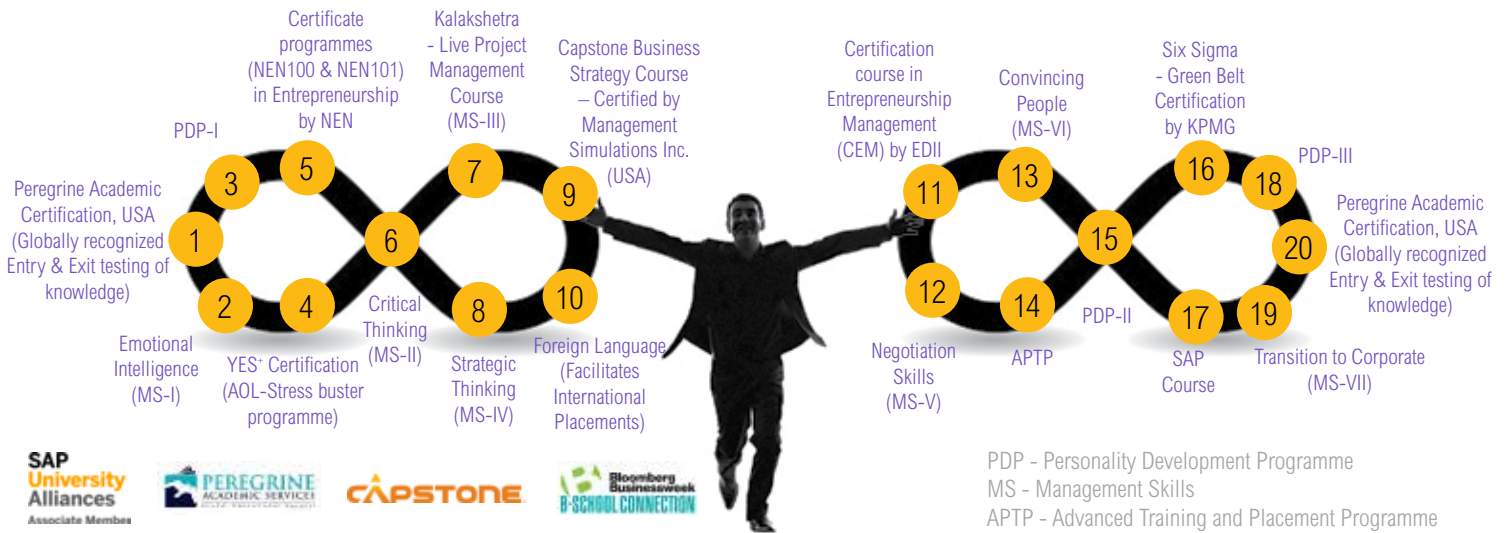 1
Peregrine Academic
Certification, USA
(Globally recognized
Entry & Exit testing of
knowledge)
2
Emotional
Intelligence
(MS-I)
3
PDP-I
4
YES⁺ Certification
(AOL-Stress buster
programme)
5
Certificate
programmes
(NEN100 & NEN101)
in Entrepreneurship
by NEN
6
Critical
Thinking
(MS-II)
7
Kalakshetra
- Live Project
Management
Course
(MS-III)
8
Strategic
Thinking
(MS-IV)
9
Capstone Business
Strategy Course
– Certified by
Management
Simulations Inc.
(USA)
10
Foreign Language
(Facilitates
International
Placements)
11
Certification
course in
Entrepreneurship
Management
(CEM) by EDII
12
Negotiation
Skills
(MS-V)
13
Convincing
People
(MS-VI)
14
APTP
15
PDP-II
16
Six Sigma
- Green Belt
Certification
by KPMG
17
SAP
Course
18
PDP-III
19
Transition to Corporate
(MS-VII)
20
Peregrine Academic
Certification, USA
(Globally recognized
Entry & Exit testing of
knowledge)
SAP
University
Alliances
Associate Member
PEREGRINE
ACADEMIC SERVICES
CAPSTONE
Bloomberg
Businessweek
B-SCHOOL CONNECTION
PDP - Personality Development Programme
MS - Management Skills
APTP - Advanced Training and Placement Programme